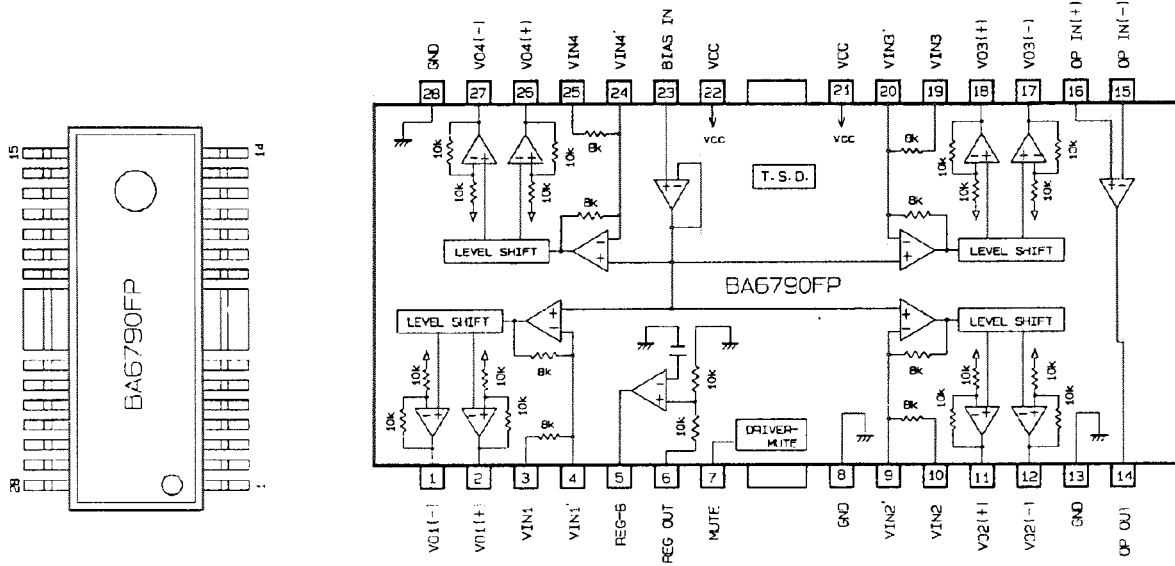 15
14
BA6790FP
28
1
GND
VO4(-)
VO4(+)
VIN4
VIN4'
BIAS IN
VCC
VCC
VIN3'
VIN3
VO3(+)
VO3(-)
OP IN(+)
OP IN(-)
28
27
26
25
24
23
22
21
20
19
18
17
16
15
10k
10k
10k
10k
8k
VCC
VCC
8k
10k
10k
10k
10k
T. S. D.
8k
8k
LEVEL SHIFT
LEVEL SHIFT
BA6790FP
LEVEL SHIFT
LEVEL SHIFT
10k
10k
8k
10k
8k
10k
10k
10k
10k
8k
10k
DRIVER-
MUTE
8k
10k
10k
1
2
3
4
5
6
7
8
9
10
11
12
13
14
VO1(-)
VO1(+)
VIN1
VIN1'
REG-B
REG OUT
MUTE
GND
VIN2'
VIN2
VO2(+)
VO2(-)
GND
OP OUT